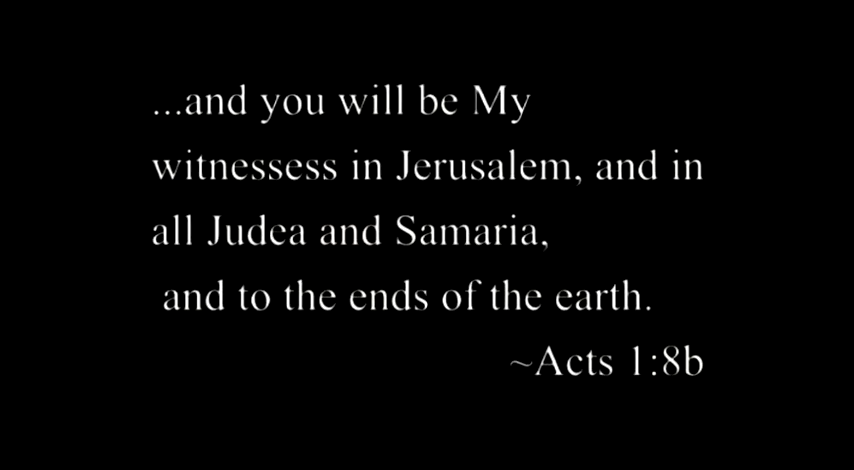 ...and you will be My
witnessess in Jerusalem, and in
all Judea and Samaria,
and to the ends of the earth.
~Acts 1:8b